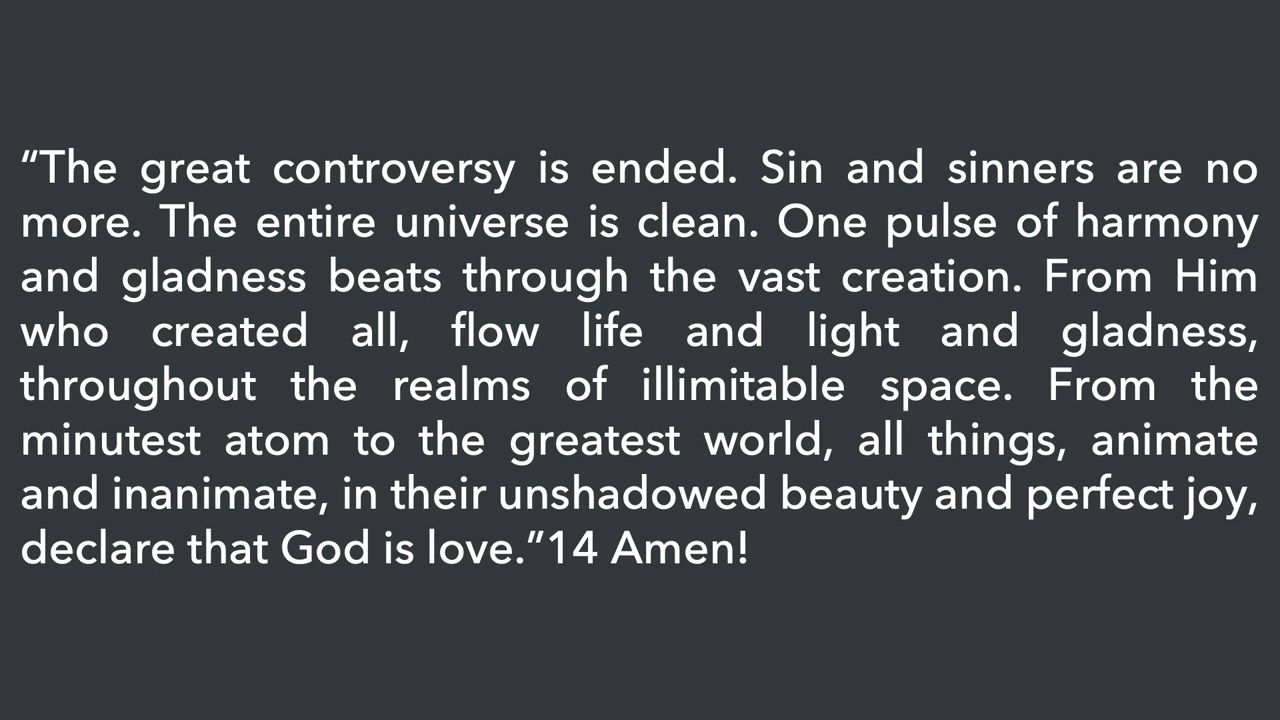 “The great controversy is ended. Sin and sinners are no
more. The entire universe is clean. One pulse of harmony
and gladness beats through the vast creation. From Him
who created all, flow life and light and gladness,
throughout the realms of illimitable space. From the
minutest atom to the greatest world, all things, animate
and inanimate, in their unshadowed beauty and perfect joy,
declare that God is love.”14 Amen!